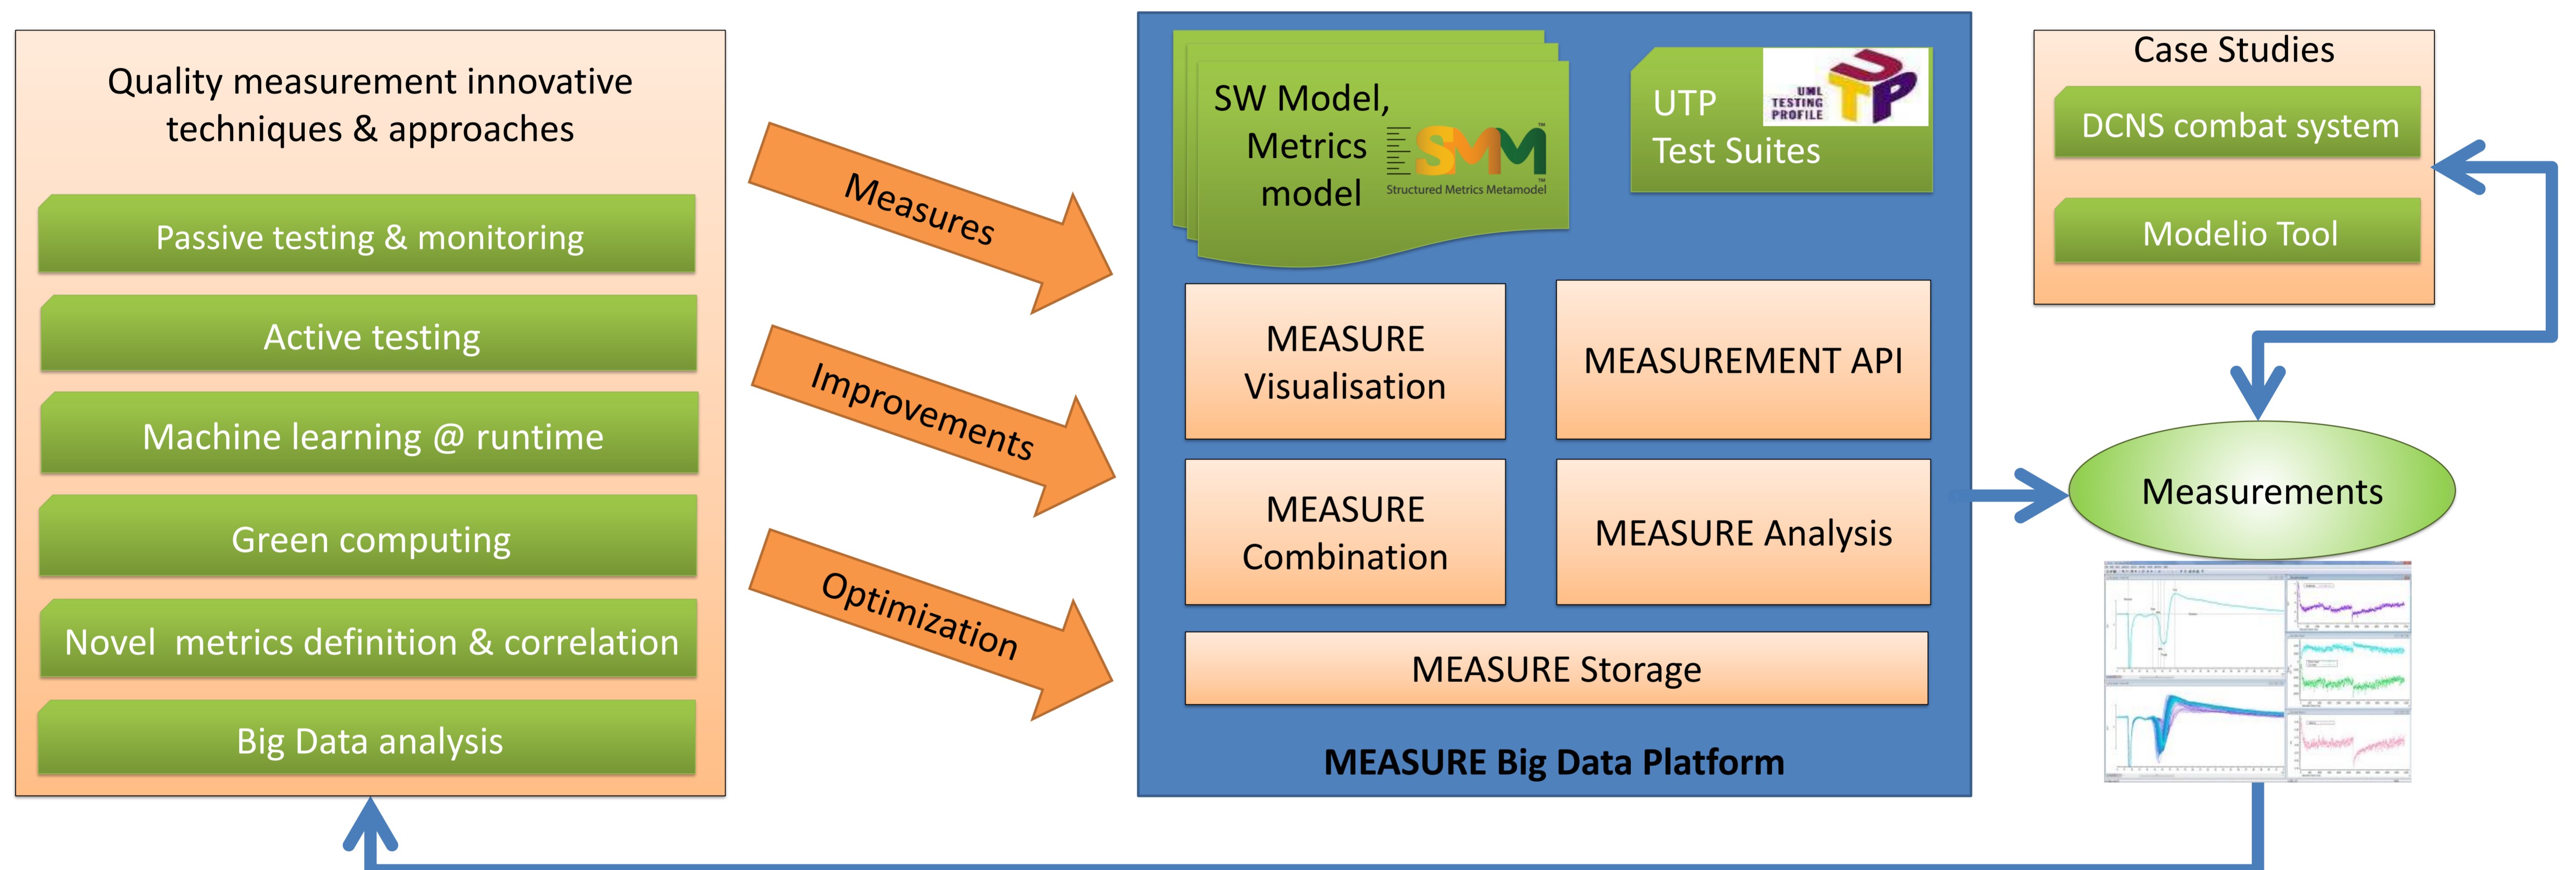 Quality measurement innovative
techniques & approaches
Passive testing & monitoring
Active testing
Machine learning @ runtime
Green computing
Novel metrics definition & correlation
Big Data analysis
Measures
Improvements
Optimization
SW Model,
Metrics
model
SMM
TM
Structured Metrics Metamodel
TM
UTP
Test Suites
UML
TESTING
PROFILE
UTP
MEASURE
Visualisation
MEASUREMENT API
MEASURE
Combination
MEASURE Analysis
MEASURE Storage
MEASURE Big Data Platform
Case Studies
DCNS combat system
Modelio Tool
Measurements